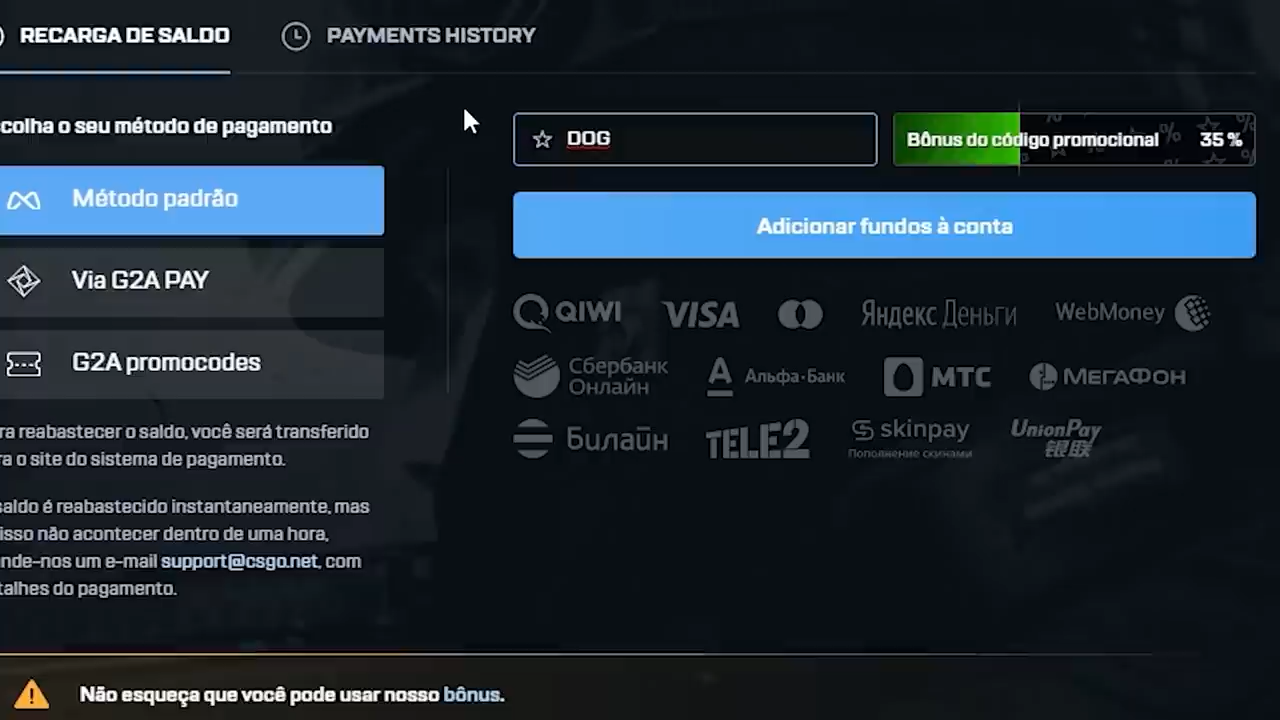 RECARGA DE SALDO
PAYMENTS HISTORY
colha o seu método de pagamento
Método padrão
Via G2A PAY
G2A promocodes
ra reabastecer o saldo, você será transferido
ra o site do sistema de pagamento.
saldo é reabastecido instantaneamente, mas
isso não acontecer dentro de uma hora,
nde-nos um e-mail support@csgo.net, com
talhes do pagamento.
DOG
Bônus do código promocional 35 %
Adicionar fundos à conta
QIWI VISA Яндекс Деньги WebMoney
Сбербанк
Онлайн
Альфа·Банк МТС МЕГАФОН
Билайн TELE2 skinpay
Пополнение скинами
UnionPay
银联
Não esqueça que você pode usar nosso bônus.